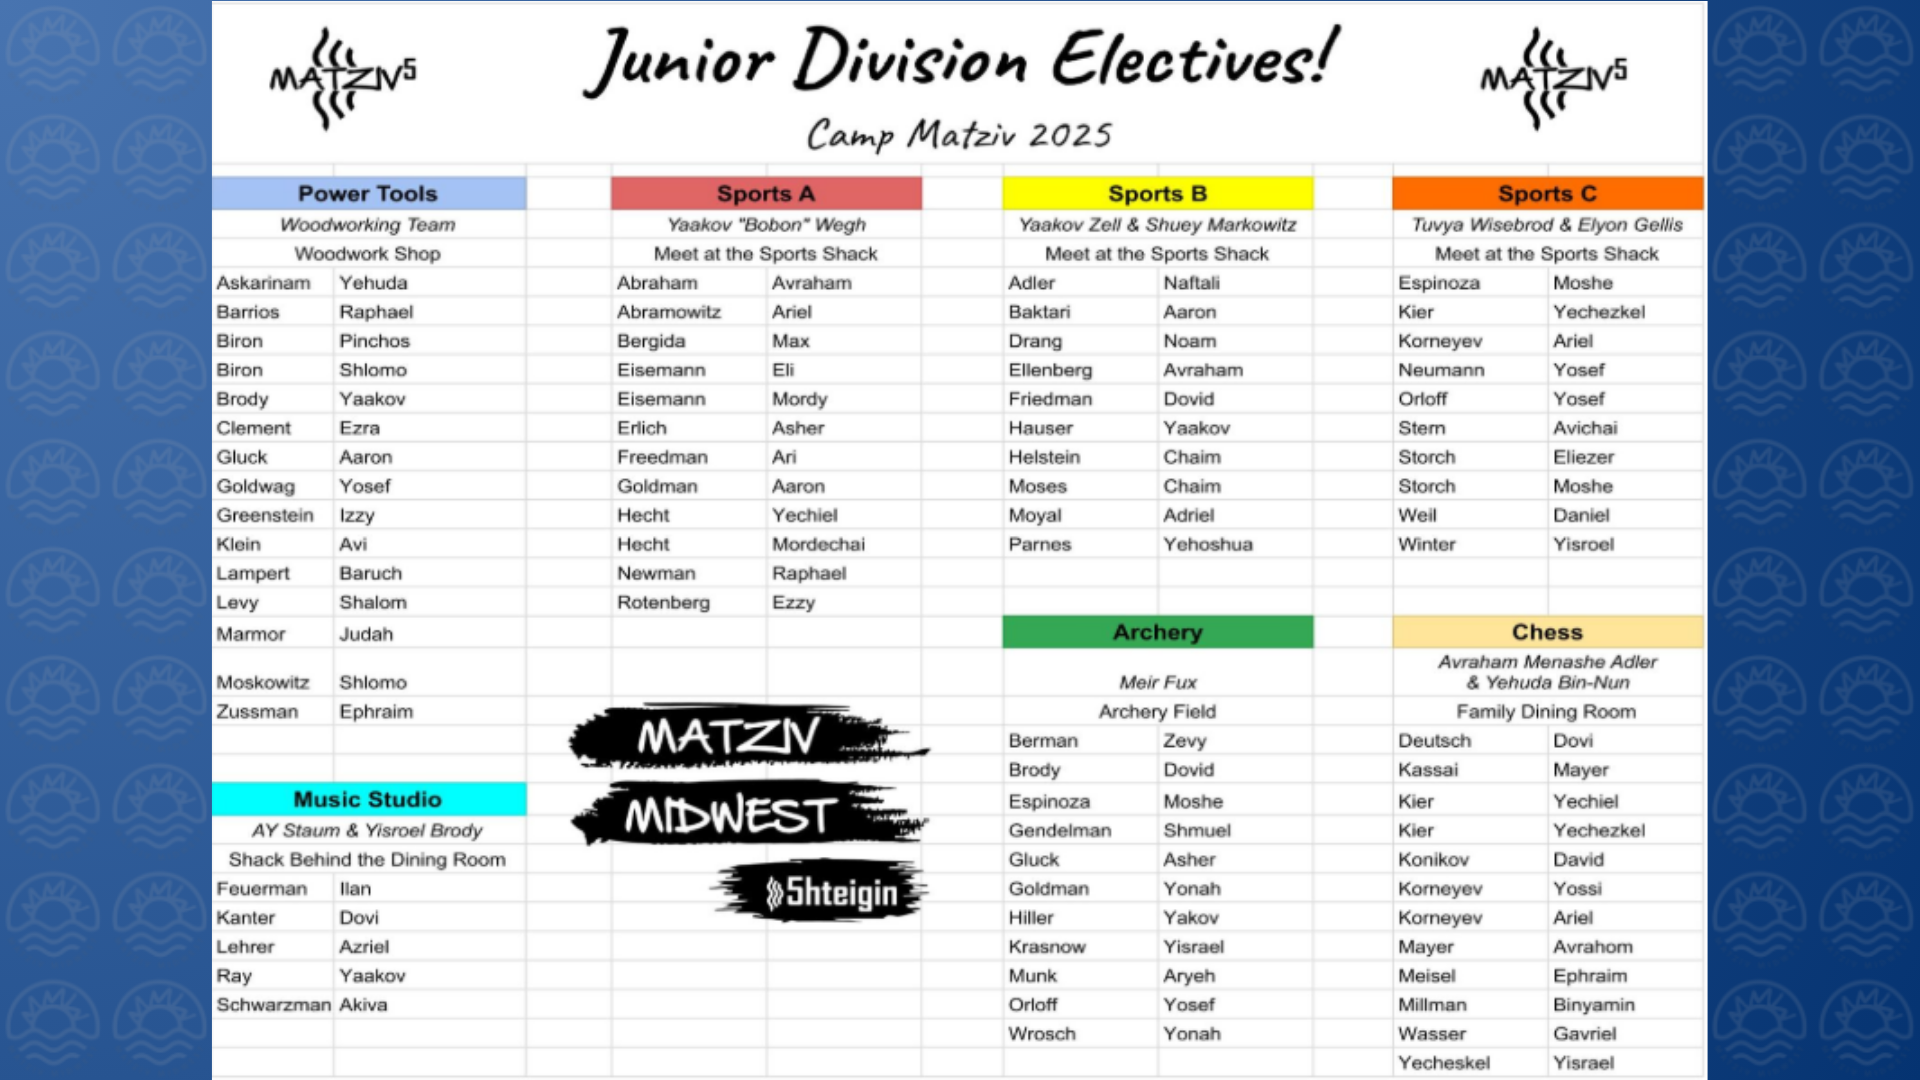 MATZIV5
Junior Division Electives!
MATZIV5
Camp Matziv 2025
Power Tools
Woodworking Team
Woodwork Shop
Askarinam Yehuda
Barrios Raphael
Biron Pinchos
Biron Shlomo
Brody Yaakov
Clement Ezra
Gluck Aaron
Goldwag Yosef
Greenstein Izzy
Klein Avi
Lampert Baruch
Levy Shalom
Marmor Judah
Moskowitz Shlomo
Zussman Ephraim
Music Studio
AY Staum & Yisroel Brody
Shack Behind the Dining Room
Feuerman Ilan
Kanter Dovi
Lehrer Azriel
Ray Yaakov
Schwarzman Akiva
Sports A
Yaakov "Bobon" Wegh
Meet at the Sports Shack
Abraham Avraham
Abramowitz Ariel
Bergida Max
Eisemann Eli
Eisemann Mordy
Erlich Asher
Freedman Ari
Goldman Aaron
Hecht Yechiel
Hecht Mordechai
Newman Raphael
Rotenberg Ezzy
MATZIV
MIDWEST
5hteigin
Sports B
Yaakov Zell & Shuey Markowitz
Meet at the Sports Shack
Adler Naftali
Baktari Aaron
Drang Noam
Ellenberg Avraham
Friedman Dovid
Hauser Yaakov
Helstein Chaim
Moses Chaim
Moyal Adriel
Parnes Yehoshua
Archery
Meir Fux
Archery Field
Berman Zevy
Brody Dovid
Espinoza Moshe
Gendelman Shmuel
Gluck Asher
Goldman Yonah
Hiller Yakov
Krasnow Yisrael
Munk Aryeh
Orloff Yosef
Wrosch Yonah
Sports C
Tuvya Wisebrod & Elyon Gellis
Meet at the Sports Shack
Espinoza Moshe
Kier Yechezkel
Korneyev Ariel
Neumann Yosef
Orloff Yosef
Stern Avichai
Storch Eliezer
Storch Moshe
Weil Daniel
Winter Yisroel
Chess
Avraham Menashe Adler
& Yehuda Bin-Nun
Family Dining Room
Deutsch Dovi
Kassai Mayer
Kier Yechiel
Kier Yechezkel
Konikov David
Korneyev Yossi
Korneyev Ariel
Mayer Avrahom
Meisel Ephraim
Millman Binyamin
Wasser Gavriel
Yecheskel Yisrael